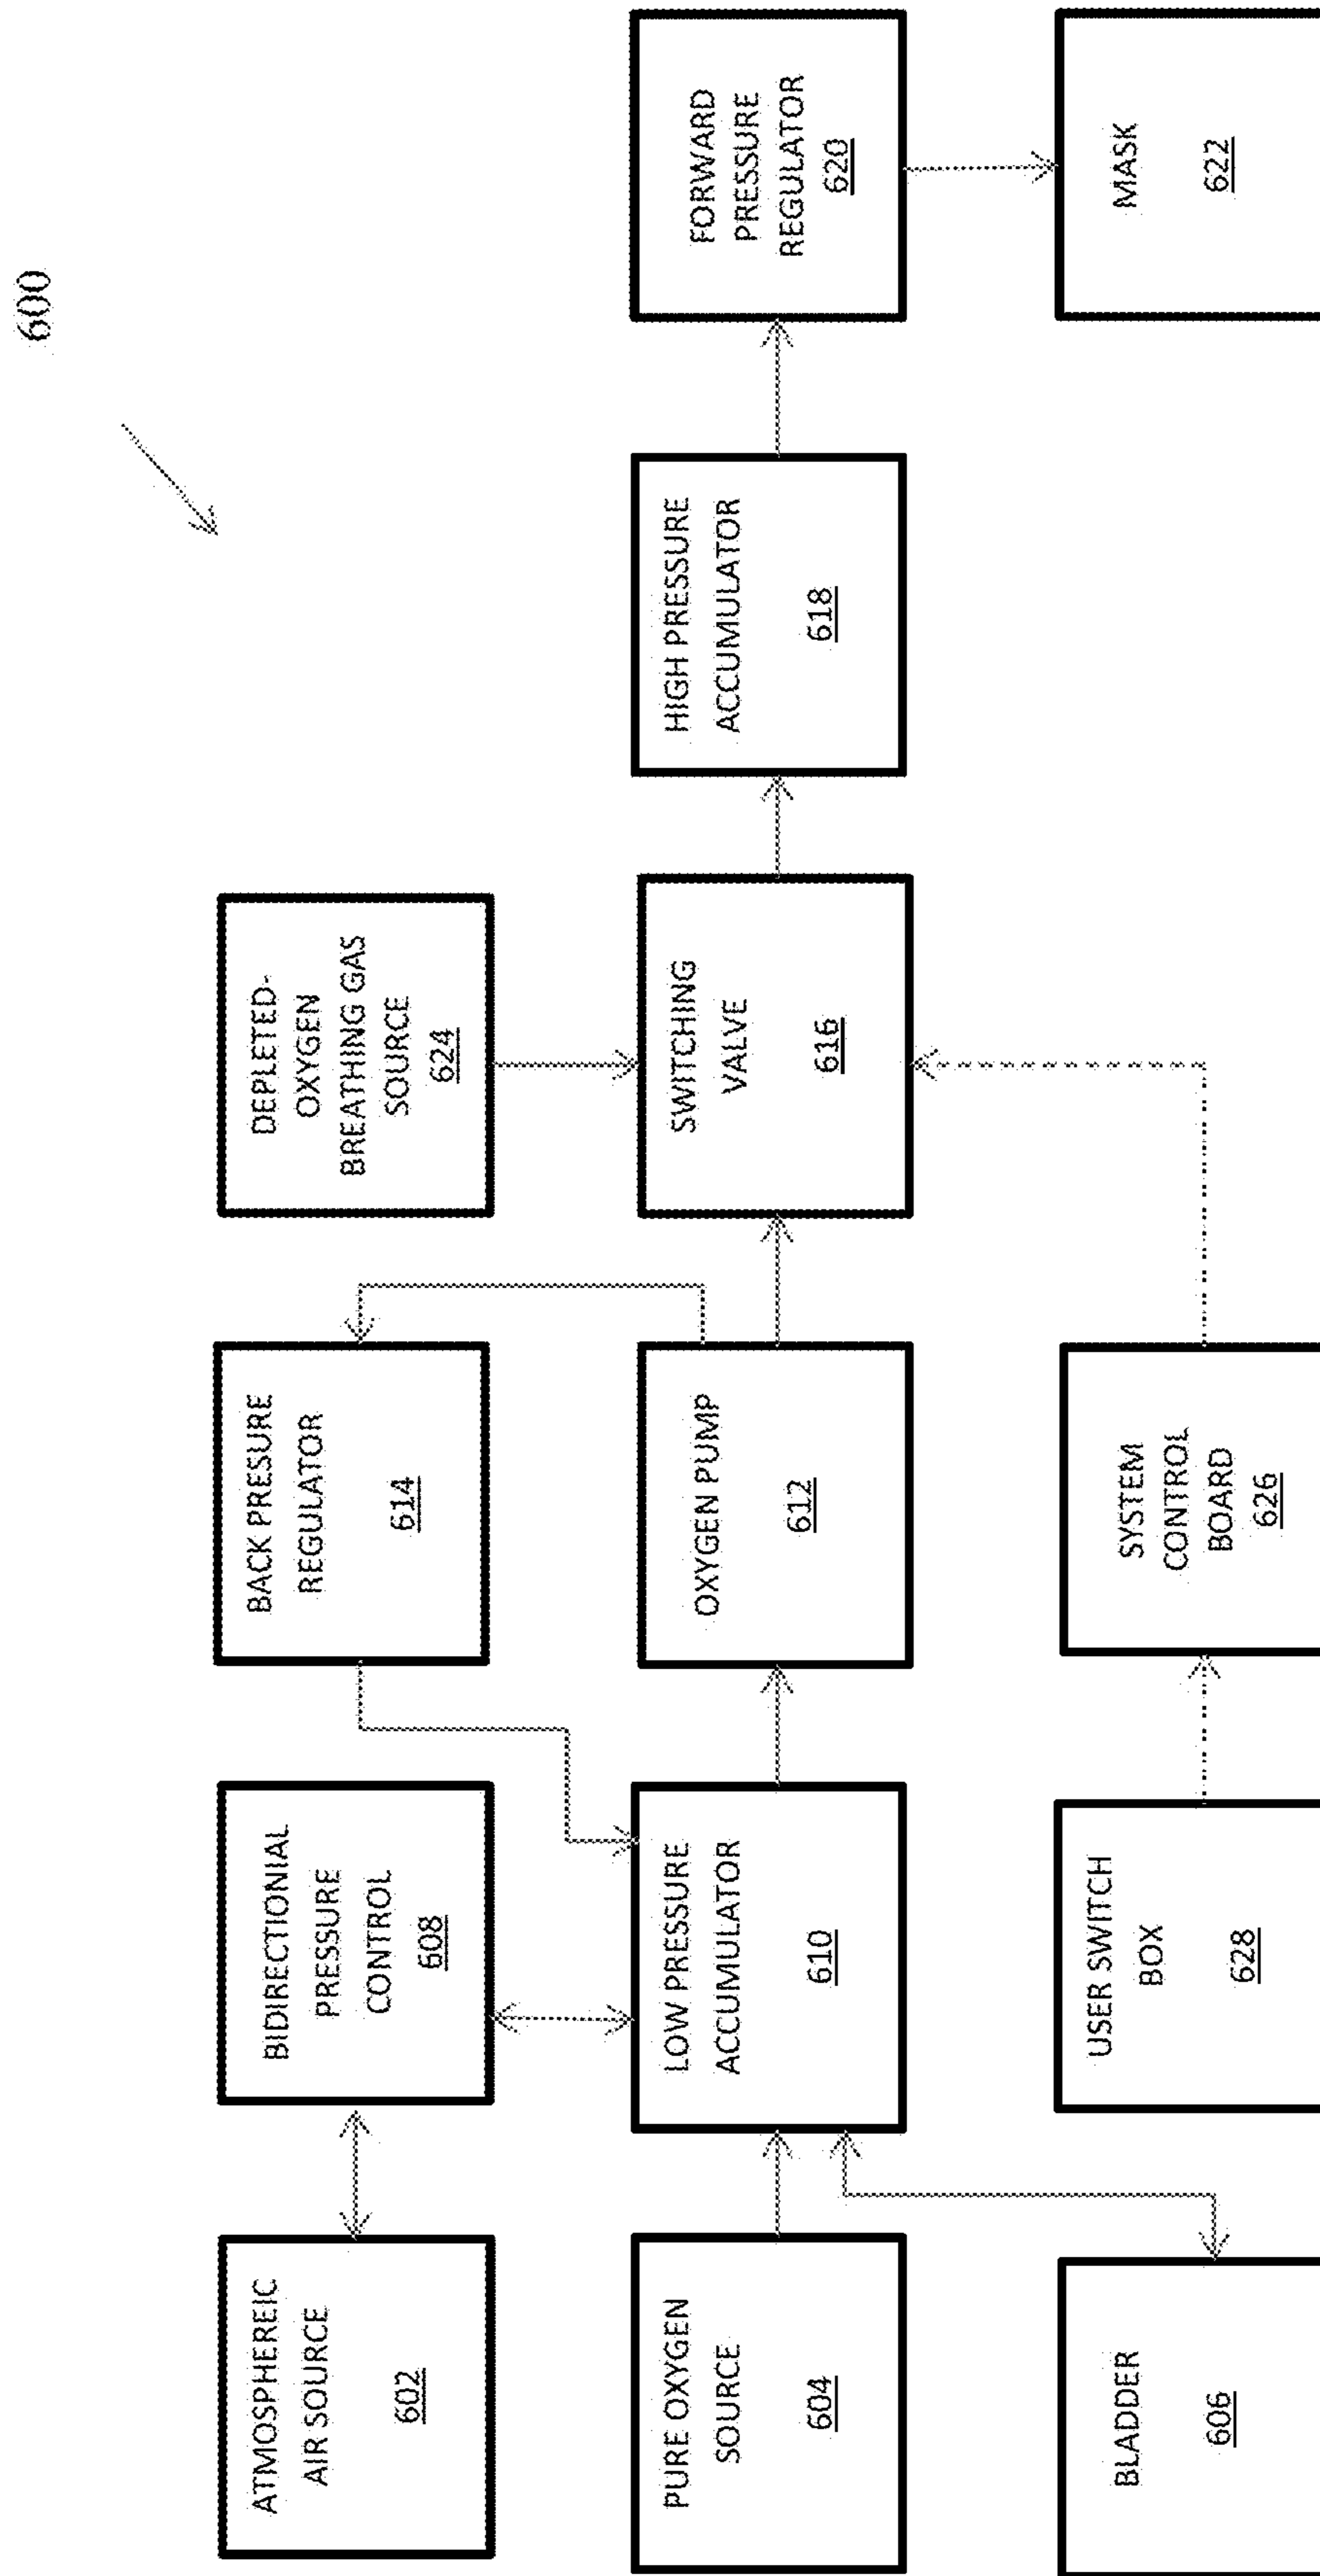 600
ATMOSPHEREIC
AIR SOURCE
602
BIDIRECTIONIAL
PRESSURE
CONTROL
608
BACK PRESURE
REGULATOR
614
DEPLETED-
OXYGEN
BREATHING GAS
SOURCE
624
PURE OXYGEN
SOURCE
604
LOW PRESSURE
ACCUMULATOR
610
OXYGEN PUMP
612
SWITCHING
VALVE
616
HIGH PRESSURE
ACCUMULATOR
618
FORWARD
PRESSURE
REGULATOR
620
BLADDER
606
USER SWITCH
BOX
628
SYSTEM
CONTROL
BOARD
626
MASK
622